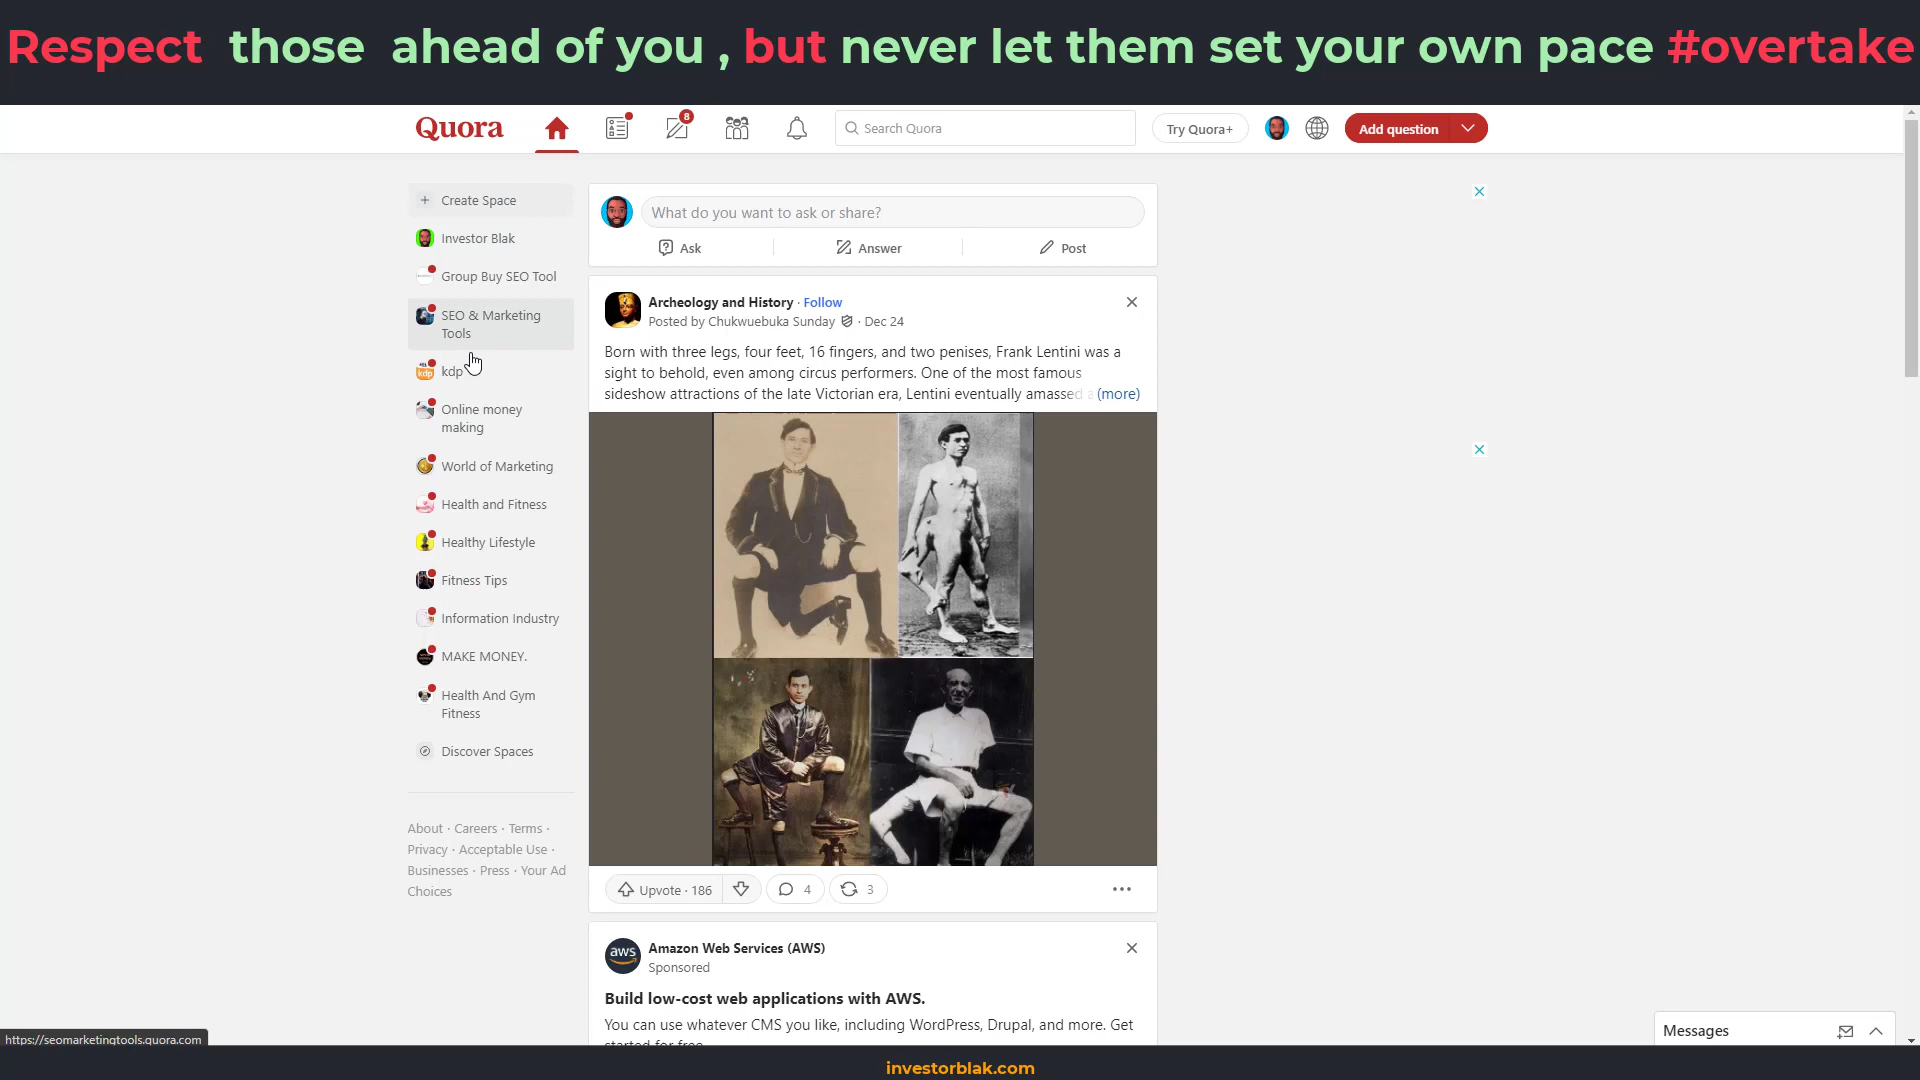 Respect those ahead of you , but never let them set your own pace #overtake
Quora
8
Search Quora
Try Quora+
Add question
Create Space
Investor Blak
Group Buy SEO Tool
SEO & Marketing
Tools
kdp
kdp
Online money
making
World of Marketing
Health and Fitness
Healthy Lifestyle
Fitness Tips
Information Industry
MAKE MONEY.
Health And Gym
Fitness
Discover Spaces
About · Careers · Terms ·
Privacy · Acceptable Use ·
Businesses · Press · Your Ad
Choices
What do you want to ask or share?
Ask
Answer
Post
Archeology and History · Follow
Posted by Chukwuebuka Sunday · Dec 24
Born with three legs, four feet, 16 fingers, and two penises, Frank Lentini was a
sight to behold, even among circus performers. One of the most famous
sideshow attractions of the late Victorian era, Lentini eventually amassed a (more)
Upvote · 186
4
3
aws
Amazon Web Services (AWS)
Sponsored
Build low-cost web applications with AWS.
You can use whatever CMS you like, including WordPress, Drupal, and more. Get
started for free.
Messages
https://seomarketingtools.quora.com
investorblak.com